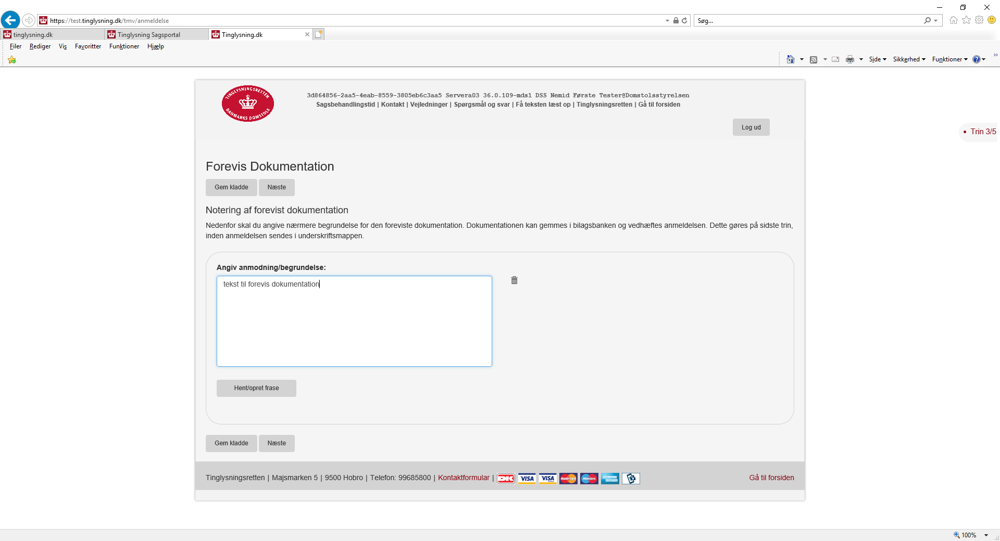 https://test.tinglysning.dk/tmv/anmeldelse
Søg...
tinglysning.dk
Tinglysning Sagsportal
Tinglysning.dk
Filer Rediger Vis Favoritter Funktioner Hjælp
Side Sikkerhed Funktioner
TINGLYSNINGSRETTEN
DANMARKS DOMSTOLE
3d864856-2aa5-4eab-8559-3805eb6c3aa5 Servera03 36.0.109-mds1 DSS Nemid Første Tester@Domstolsstyrelsen
Sagsbehandlingstid | Kontakt | Vejledninger | Spørgsmål og svar | Få teksten læst op | Tinglysningsretten | Gå til forsiden
Log ud
• Trin 3/5
Forevis Dokumentation
Gem kladde Næste
Notering af forevist dokumentation
Nedenfor skal du angive nærmere begrundelse for den foreviste dokumentation. Dokumentationen kan gemmes i bilagsbanken og vedhæftes anmeldelsen. Dette gøres på sidste trin,
inden anmeldelsen sendes i underskriftsmappen.
Angiv anmodning/begrundelse:
tekst til forevis dokumentation
Hent/opret frase
Gem kladde Næste
Tinglysningsretten | Majsmarken 5 | 9500 Hobro | Telefon: 99685800 | Kontaktformular | DK VISA VISA MasterCard Maestro
Gå til forsiden
100%